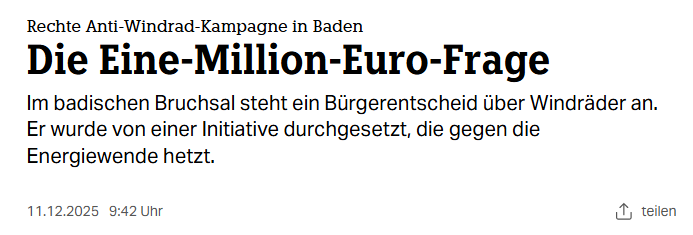 Rechte Anti-Windrad-Kampagne in Baden
Die Eine-Million-Euro-Frage
Im badischen Bruchsal steht ein Bürgerentscheid über Windräder an.
Er wurde von einer Initiative durchgesetzt, die gegen die
Energiewende hetzt.
11.12.2025 9:42 Uhr teilen